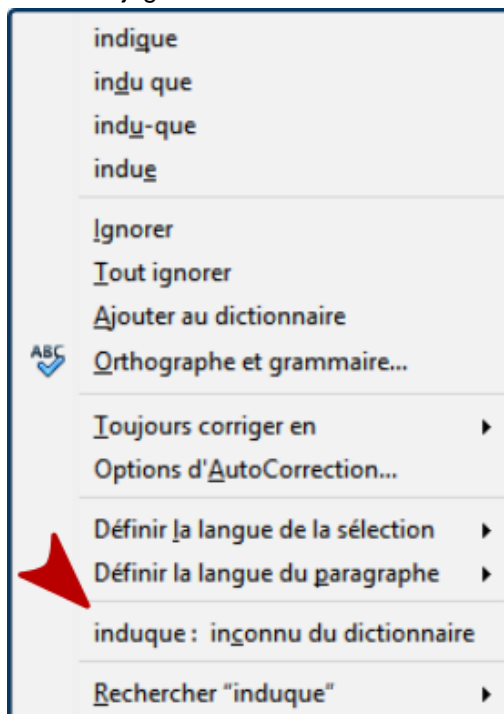 indique
indu que
indu-que
indue
Ignorer
Tout ignorer
Ajouter au dictionnaire
ABC
Orthographe et grammaire...
Toujours corriger en
Options d'AutoCorrection...
Définir la langue de la sélection
Définir la langue du paragraphe
induque : inconnu du dictionnaire
Rechercher "induque"